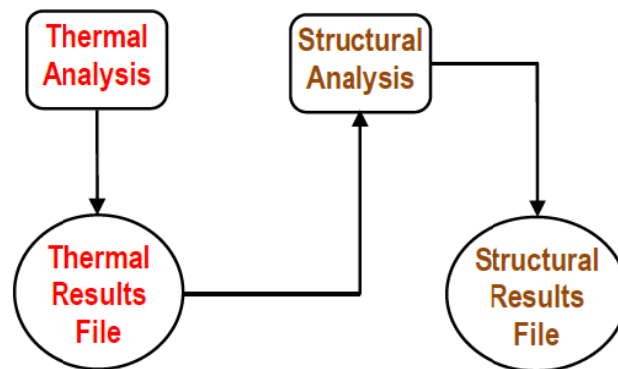 Thermal
Analysis
Structural
Analysis
Thermal
Results
File
Structural
Results
File